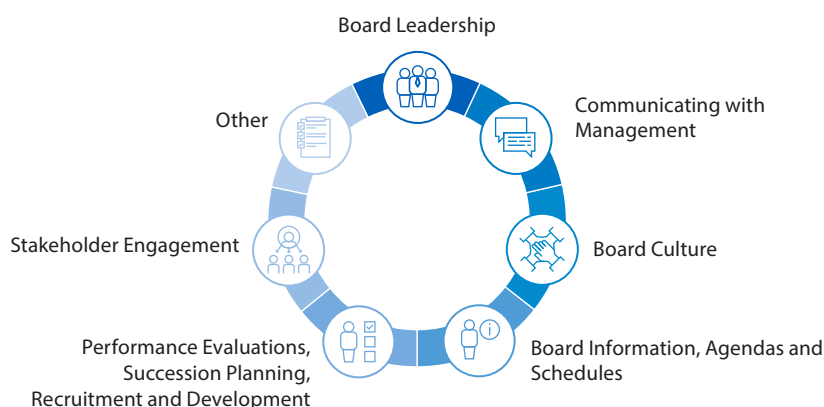 Board Leadership
Communicating with
Management
Board Culture
Board Information, Agendas and
Schedules
Performance Evaluations,
Succession Planning,
Recruitment and Development
Stakeholder Engagement
Other